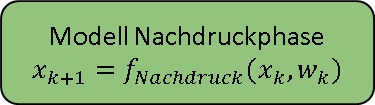 Modell Nachdruckphase
x_{k+1} = f_{Nachdruck}(x_k, w_k)